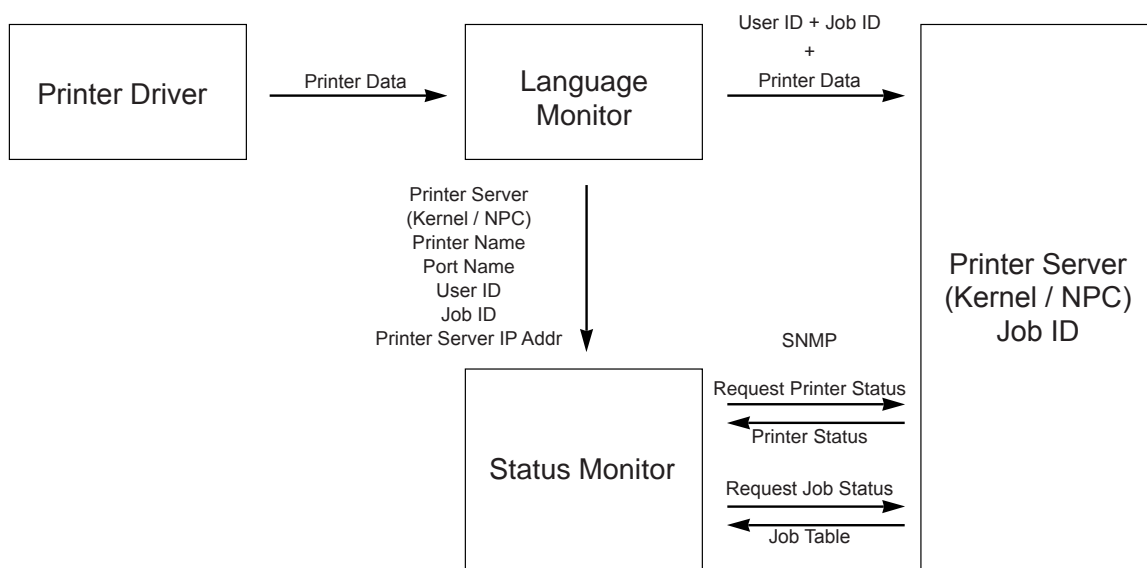 User ID + Job ID
+
Printer Data
Printer Driver
Printer Data
Language
Monitor
Printer Server
(Kernel / NPC)
Printer Name
Port Name
User ID
Job ID
Printer Server IP Addr
Printer Server
(Kernel / NPC)
Job ID
SNMP
Request Printer Status
Printer Status
Status Monitor
Request Job Status
Job Table